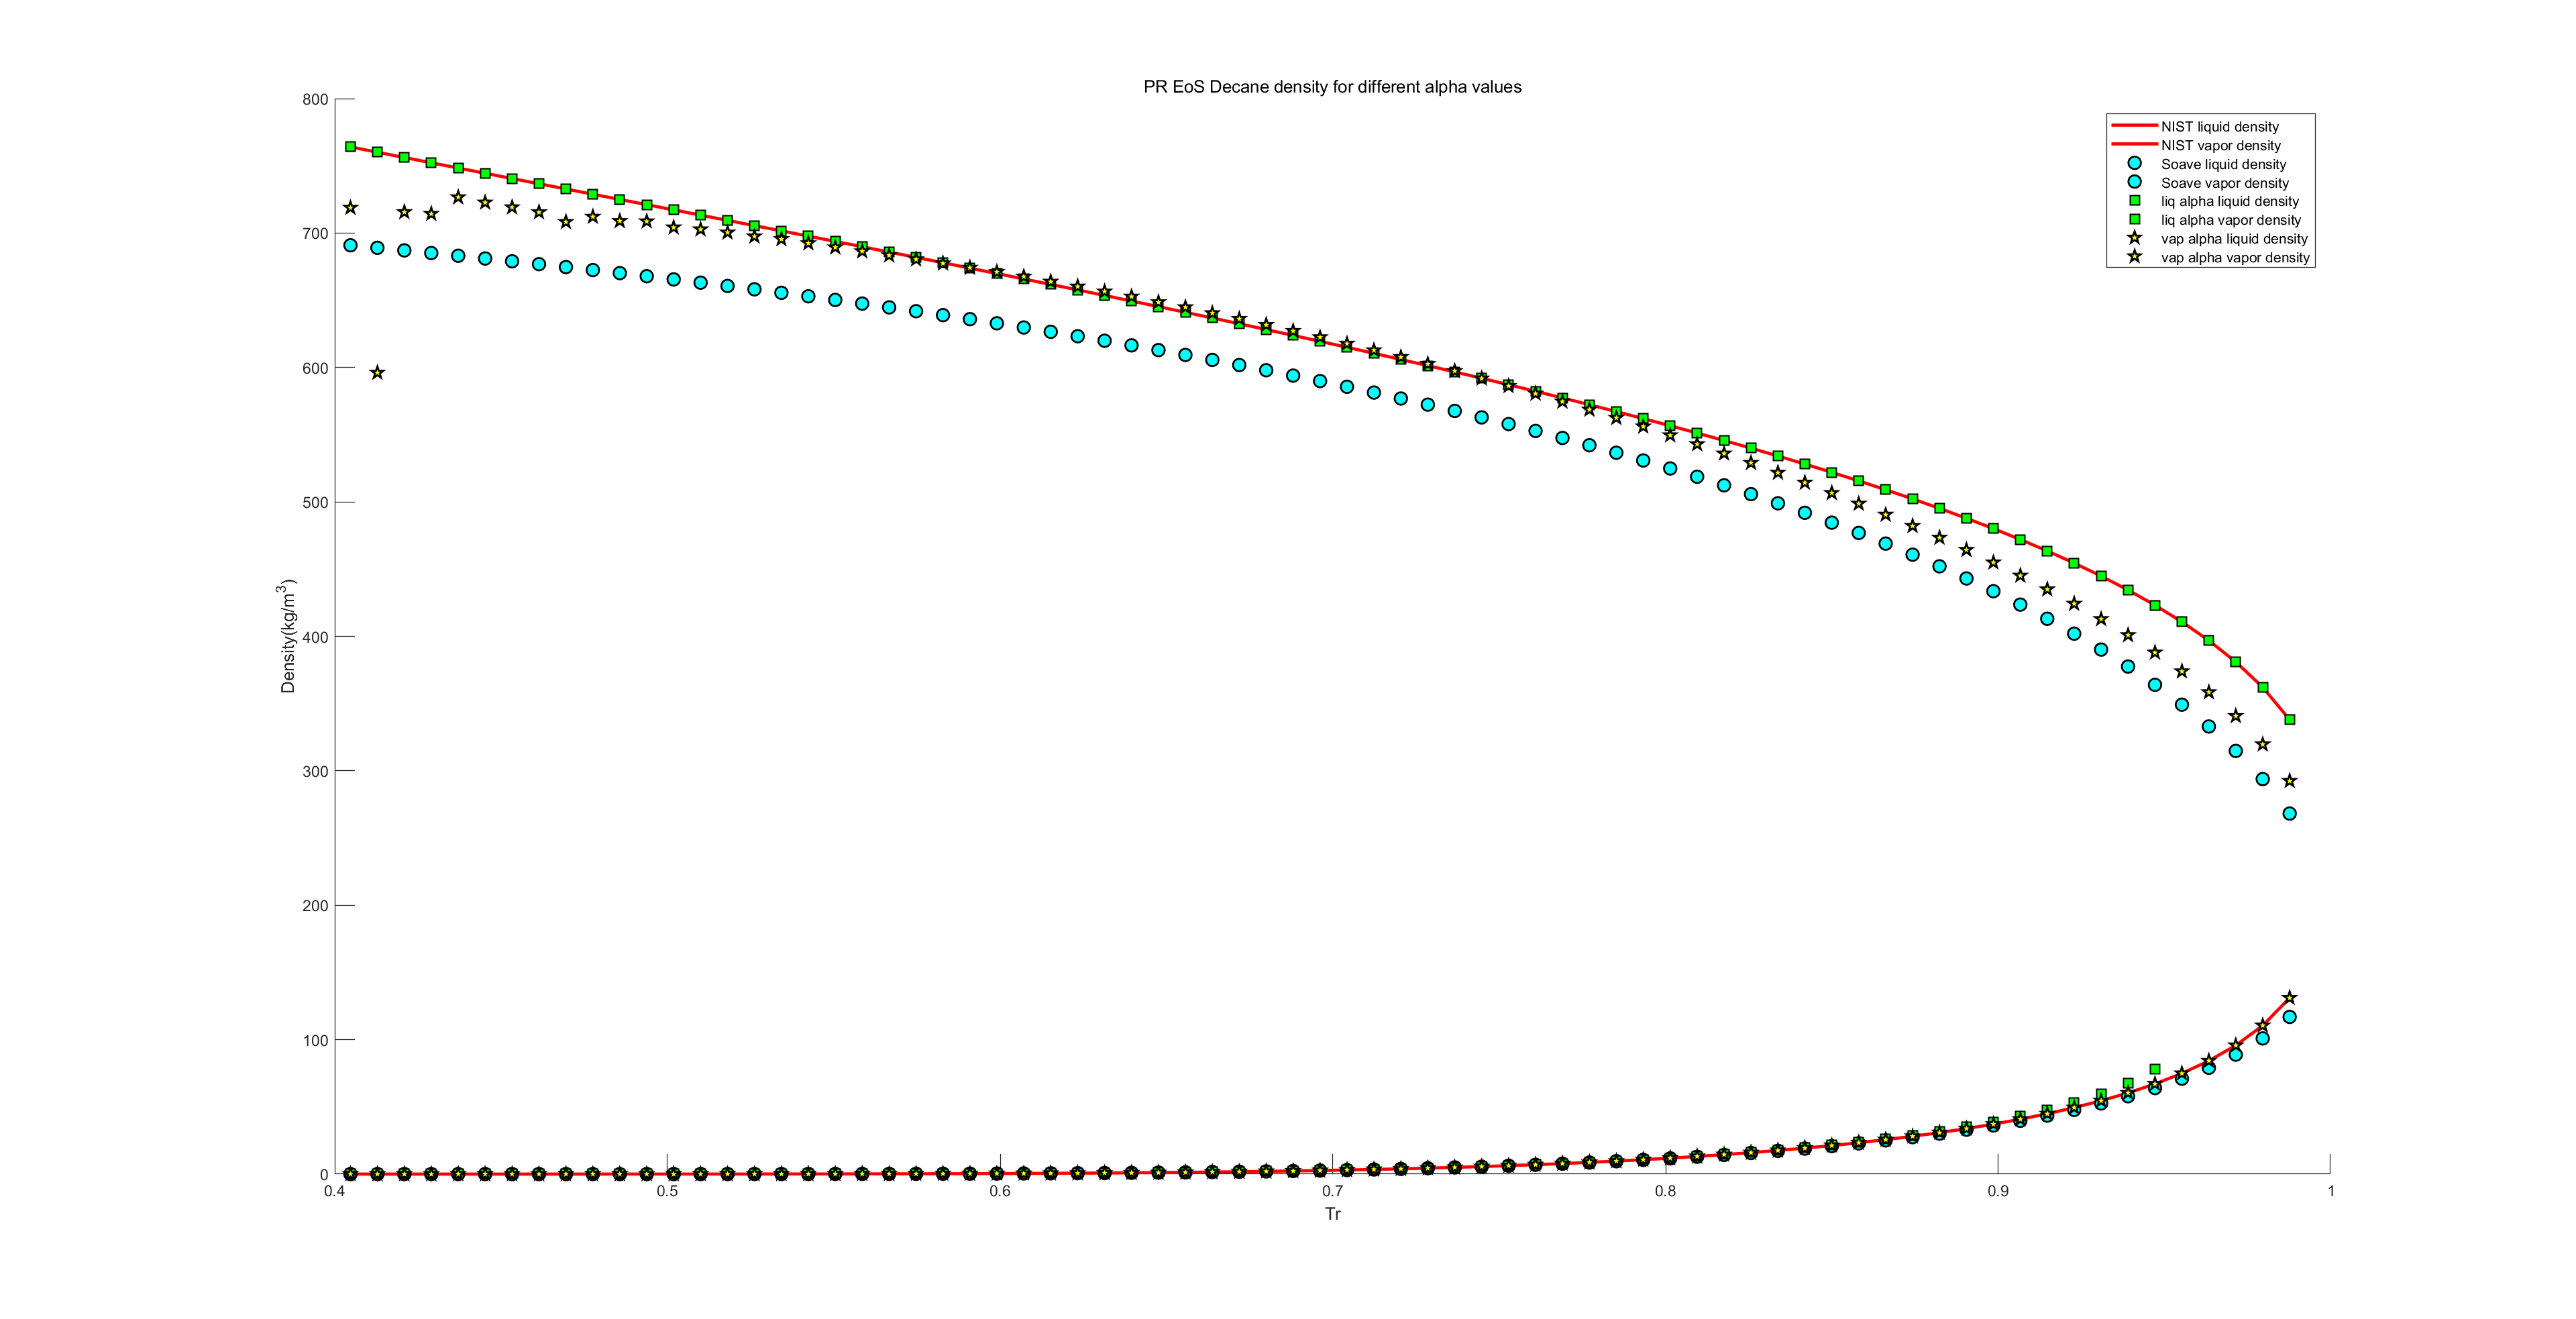 PR EoS Decane density for different alpha values
800
700
600
500
400
300
200
100
0
Density(kg/m³)
NIST liquid density
NIST vapor density
Soave liquid density
Soave vapor density
liq alpha liquid density
liq alpha vapor density
vap alpha liquid density
vap alpha vapor density
0.4 0.5 0.6 0.7 0.8 0.9 1
Tr